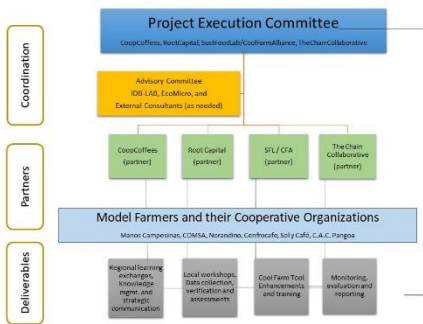 Project Execution Committee
CoopCoffees, RootCapital, SustFoodLab/CoolFarmAlliance, TheChainCollaborative
Coordination
Advisory Committee
IDB-LAB, EcoMicro, and
External Consultants (as needed)
Partners
CoopCoffees
(partner)
Root Capital
(partner)
SFL / CFA
(partner)
The Chain
Collaborative
(partner)
Model Farmers and their Cooperative Organizations
Manos Campesinas, COMSA, Norandino, Cenfrocafe, Sol y Café, C.A.C. Pangoa
Deliverables
Regional learning
exchanges,
Knowledge
mgmt. and
strategic
communication
Local workshops,
Data collection,
verification and
assessments
Cool Farm Tool
Enhancements
and training
Monitoring,
evaluation and
reporting